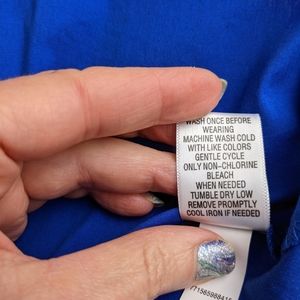 WASH ONCE BEFORE
WEARING
MACHINE WASH COLD
WITH LIKE COLORS
GENTLE CYCLE
ONLY NON-CHLORINE
BLEACH
WHEN NEEDED
TUMBLE DRY LOW
REMOVE PROMPTLY
COOL IRON IF NEEDED